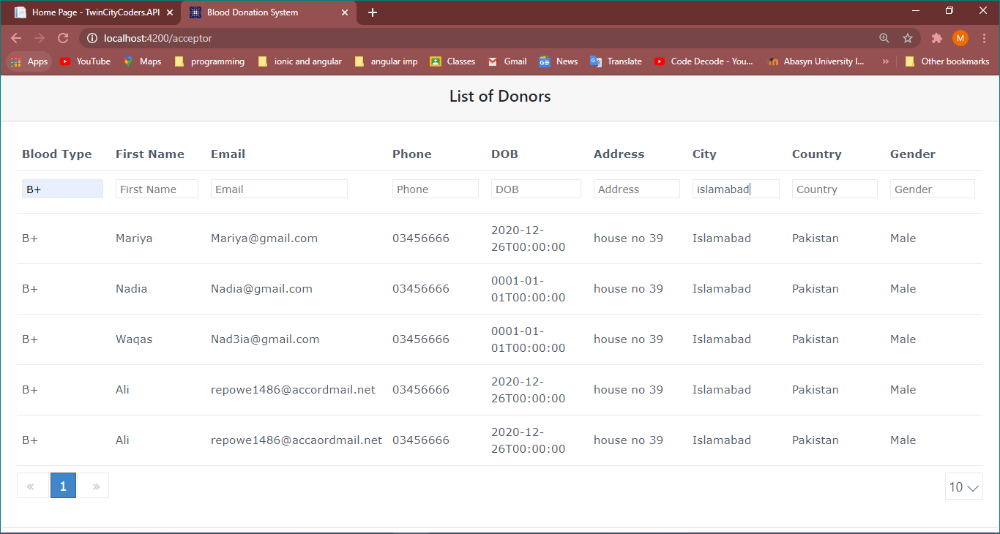 Home Page - TwinCityCoders.API
Blood Donation System
localhost:4200/acceptor
M
Apps YouTube Maps programming ionic and angular angular imp Classes Gmail News Translate Code Decode - You... Abasyn University I... » Other bookmarks
List of Donors
Blood Type First Name Email Phone DOB Address City Country Gender
B+ First Name Email Phone DOB Address islamabad Country Gender
B+ Mariya Mariya@gmail.com 03456666 2020-12-26T00:00:00 house no 39 Islamabad Pakistan Male
B+ Nadia Nadia@gmail.com 03456666 0001-01-01T00:00:00 house no 39 Islamabad Pakistan Male
B+ Waqas Nad3ia@gmail.com 03456666 0001-01-01T00:00:00 house no 39 Islamabad Pakistan Male
B+ Ali repowe1486@accordmail.net 03456666 2020-12-26T00:00:00 house no 39 Islamabad Pakistan Male
B+ Ali repowe1486@accaordmail.net 03456666 2020-12-26T00:00:00 house no 39 Islamabad Pakistan Male
« 1 » 10